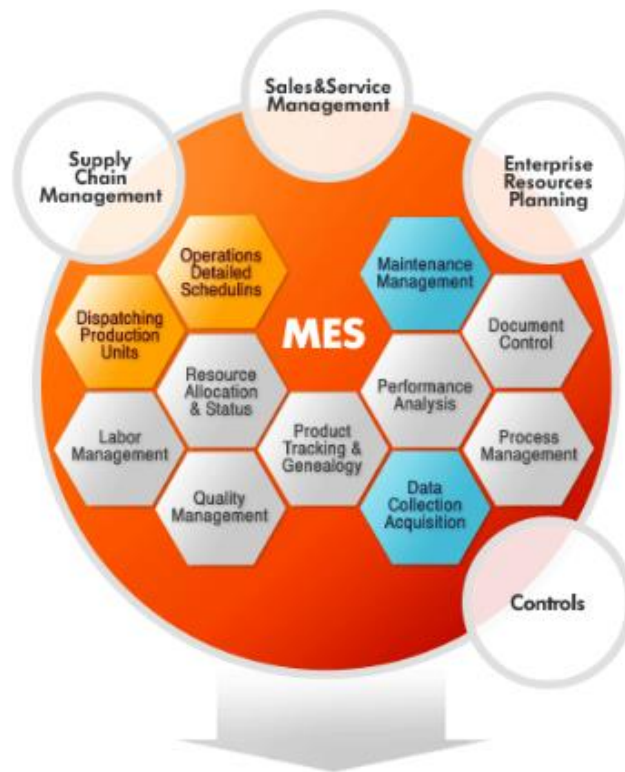 Sales&Service
Management
Supply
Chain
Management
Enterprise
Resources
Planning
Operations
Detailed
Schedulins
Maintenance
Management
Dispatching
Production
Units
MES
Document
Control
Resource
Allocation
& Status
Performance
Analysis
Labor
Management
Product
Tracking &
Genealogy
Process
Management
Quality
Management
Data
Collection
Acquisition
Controls